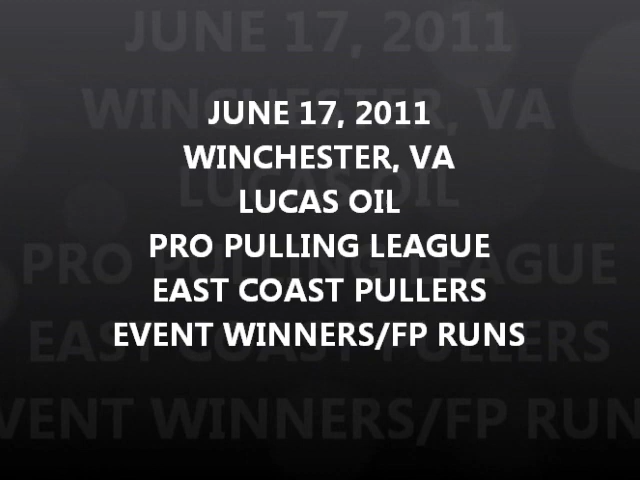 JUNE 17, 2011
WINCHESTER, VA
LUCAS OIL
PRO PULLING LEAGUE
EAST COAST PULLERS
EVENT WINNERS/FP RUNS